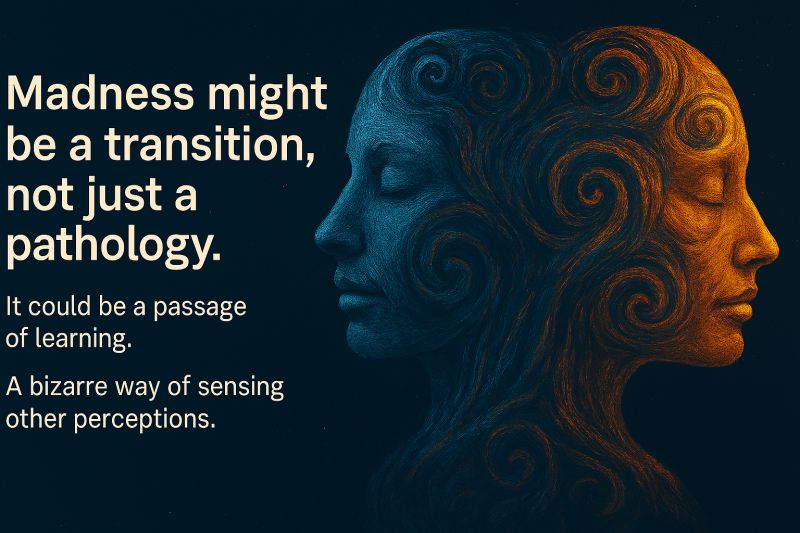 Madness might
be a transition,
not just a
pathology.
It could be a passage
of learning.
A bizarre way of sensing
other perceptions.